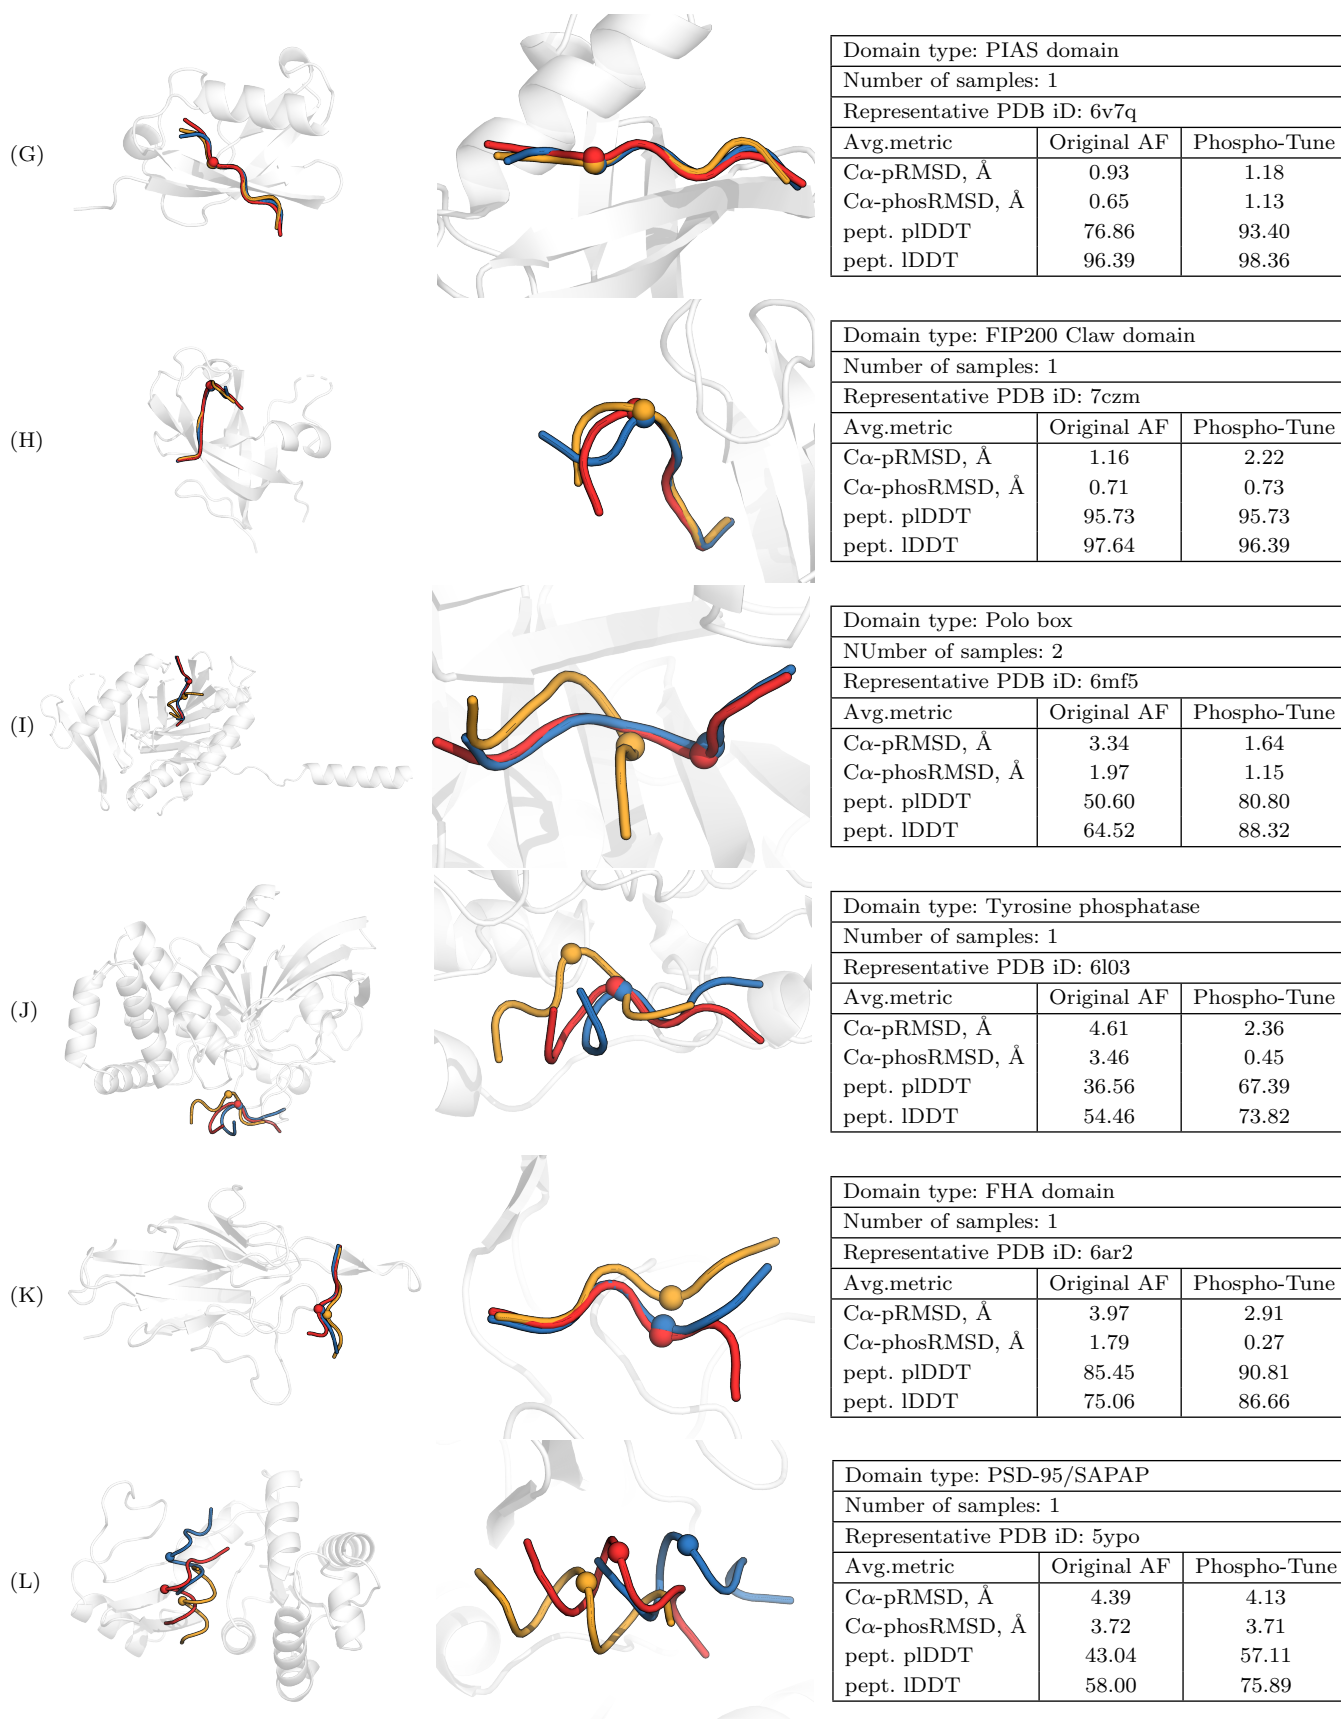 (G)
Domain type: PIAS domain
Number of samples: 1
Representative PDB iD: 6v7q
Avg.metric Original AF Phospho-Tune
Cα-pRMSD, Å 0.93 1.18
Cα-phosRMSD, Å 0.65 1.13
pept. plDDT 76.86 93.40
pept. lDDT 96.39 98.36
(H)
Domain type: FIP200 Claw domain
Number of samples: 1
Representative PDB iD: 7czm
Avg.metric Original AF Phospho-Tune
Cα-pRMSD, Å 1.16 2.22
Cα-phosRMSD, Å 0.71 0.73
pept. plDDT 95.73 95.73
pept. lDDT 97.64 96.39
(I)
Domain type: Polo box
NUmber of samples: 2
Representative PDB iD: 6mf5
Avg.metric Original AF Phospho-Tune
Cα-pRMSD, Å 3.34 1.64
Cα-phosRMSD, Å 1.97 1.15
pept. plDDT 50.60 80.80
pept. lDDT 64.52 88.32
(J)
Domain type: Tyrosine phosphatase
Number of samples: 1
Representative PDB iD: 6l03
Avg.metric Original AF Phospho-Tune
Cα-pRMSD, Å 4.61 2.36
Cα-phosRMSD, Å 3.46 0.45
pept. plDDT 36.56 67.39
pept. lDDT 54.46 73.82
(K)
Domain type: FHA domain
Number of samples: 1
Representative PDB iD: 6ar2
Avg.metric Original AF Phospho-Tune
Cα-pRMSD, Å 3.97 2.91
Cα-phosRMSD, Å 1.79 0.27
pept. plDDT 85.45 90.81
pept. lDDT 75.06 86.66
(L)
Domain type: PSD-95/SAPAP
Number of samples: 1
Representative PDB iD: 5ypo
Avg.metric Original AF Phospho-Tune
Cα-pRMSD, Å 4.39 4.13
Cα-phosRMSD, Å 3.72 3.71
pept. plDDT 43.04 57.11
pept. lDDT 58.00 75.89